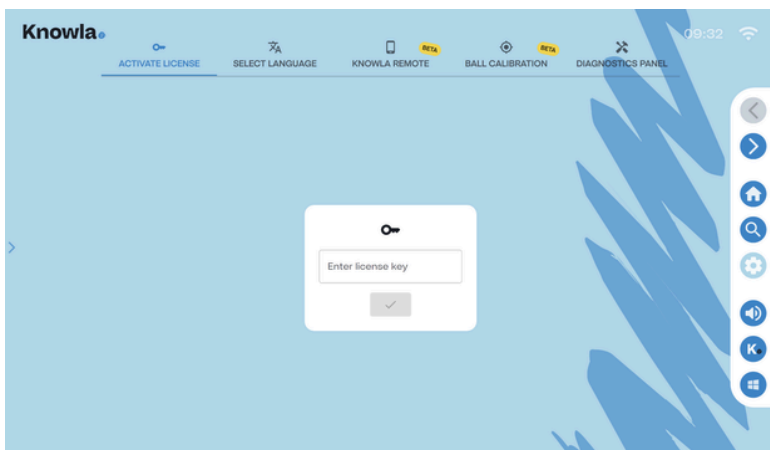 Knowla
09:32
BETA
BETA
ACTIVATE LICENSE
SELECT LANGUAGE
KNOWLA REMOTE
BALL CALIBRATION
DIAGNOSTICS PANEL
Enter license key
K